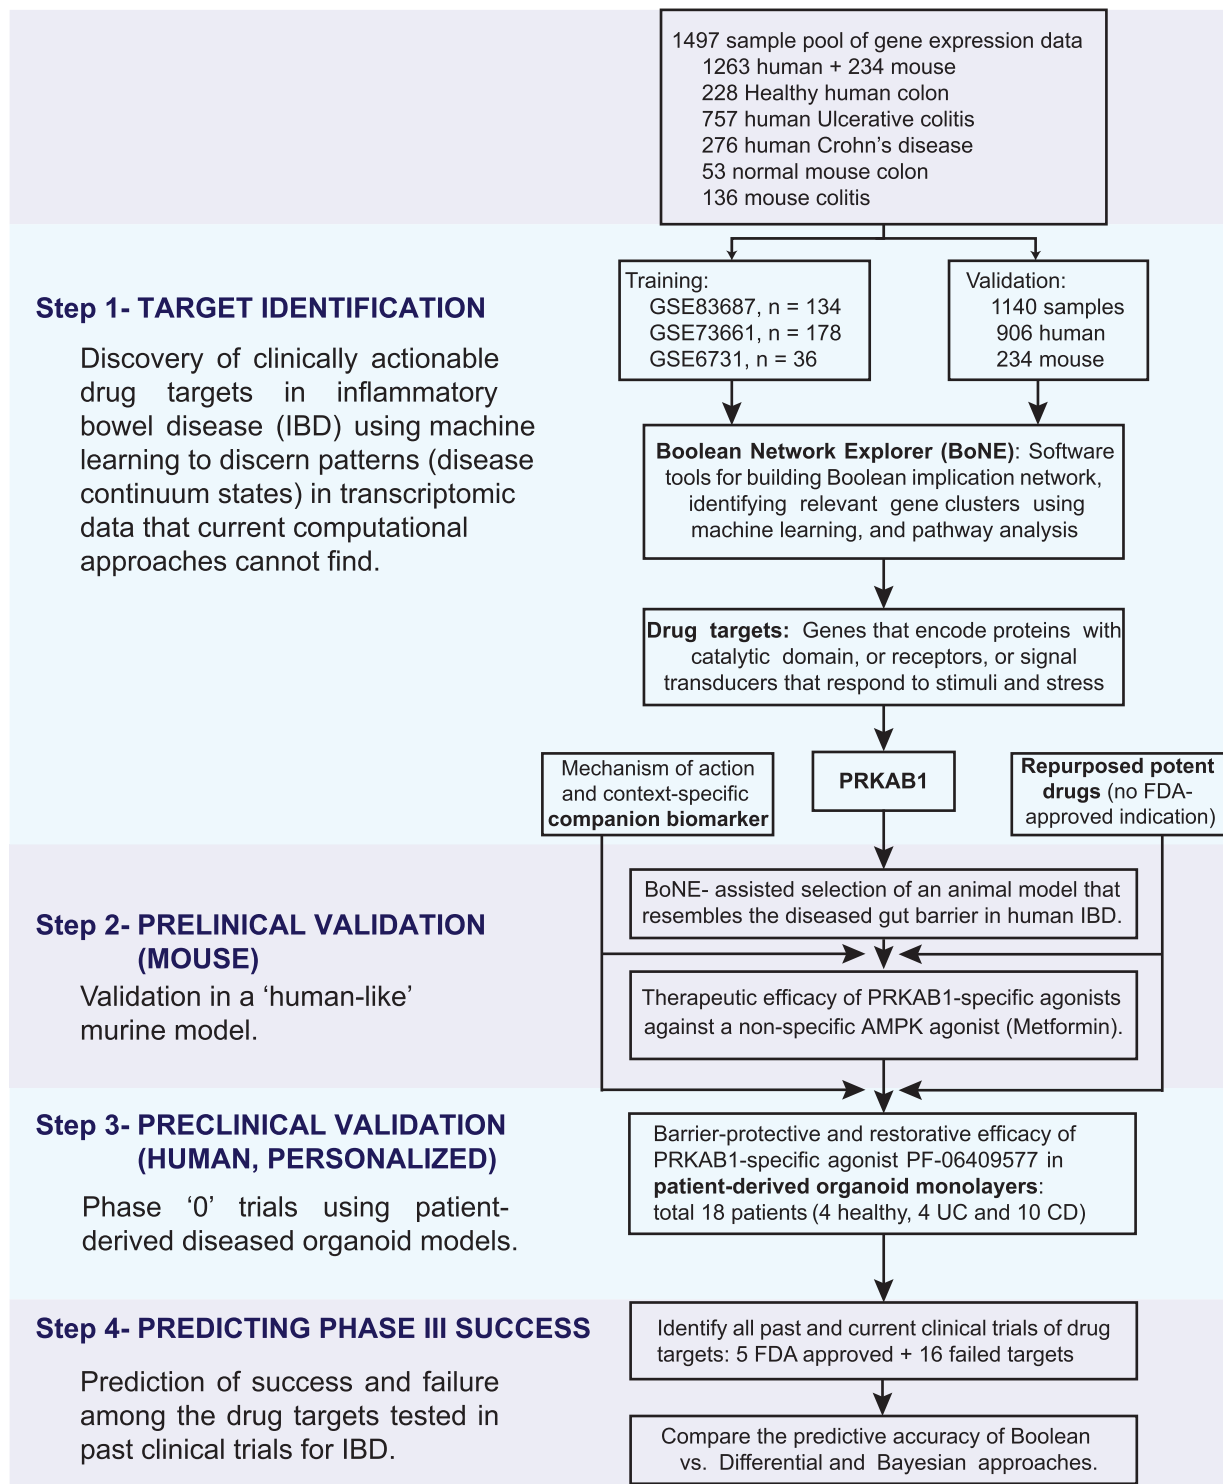 1497 sample pool of gene expression data
1263 human + 234 mouse
228 Healthy human colon
757 human Ulcerative colitis
276 human Crohn's disease
53 normal mouse colon
136 mouse colitis
Step 1- TARGET IDENTIFICATION
Discovery of clinically actionable
drug targets in inflammatory
bowel disease (IBD) using machine
learning to discern patterns (disease
continuum states) in transcriptomic
data that current computational
approaches cannot find.
Training:
GSE83687, n = 134
GSE73661, n = 178
GSE6731, n = 36
Validation:
1140 samples
906 human
234 mouse
Boolean Network Explorer (BoNE): Software
tools for building Boolean implication network,
identifying relevant gene clusters using
machine learning, and pathway analysis
Drug targets: Genes that encode proteins with
catalytic domain, or receptors, or signal
transducers that respond to stimuli and stress
Mechanism of action
and context-specific
companion biomarker
PRKAB1
Repurposed potent
drugs (no FDA-
approved indication)
Step 2- PRELINICAL VALIDATION
(MOUSE)
Validation in a ‘human-like’
murine model.
BoNE- assisted selection of an animal model that
resembles the diseased gut barrier in human IBD.
Therapeutic efficacy of PRKAB1-specific agonists
against a non-specific AMPK agonist (Metformin).
Step 3- PRECLINICAL VALIDATION
(HUMAN, PERSONALIZED)
Phase ‘0’ trials using patient-
derived diseased organoid models.
Barrier-protective and restorative efficacy of
PRKAB1-specific agonist PF-06409577 in
patient-derived organoid monolayers:
total 18 patients (4 healthy, 4 UC and 10 CD)
Step 4- PREDICTING PHASE III SUCCESS
Prediction of success and failure
among the drug targets tested in
past clinical trials for IBD.
Identify all past and current clinical trials of drug
targets: 5 FDA approved + 16 failed targets
Compare the predictive accuracy of Boolean
vs. Differential and Bayesian approaches.